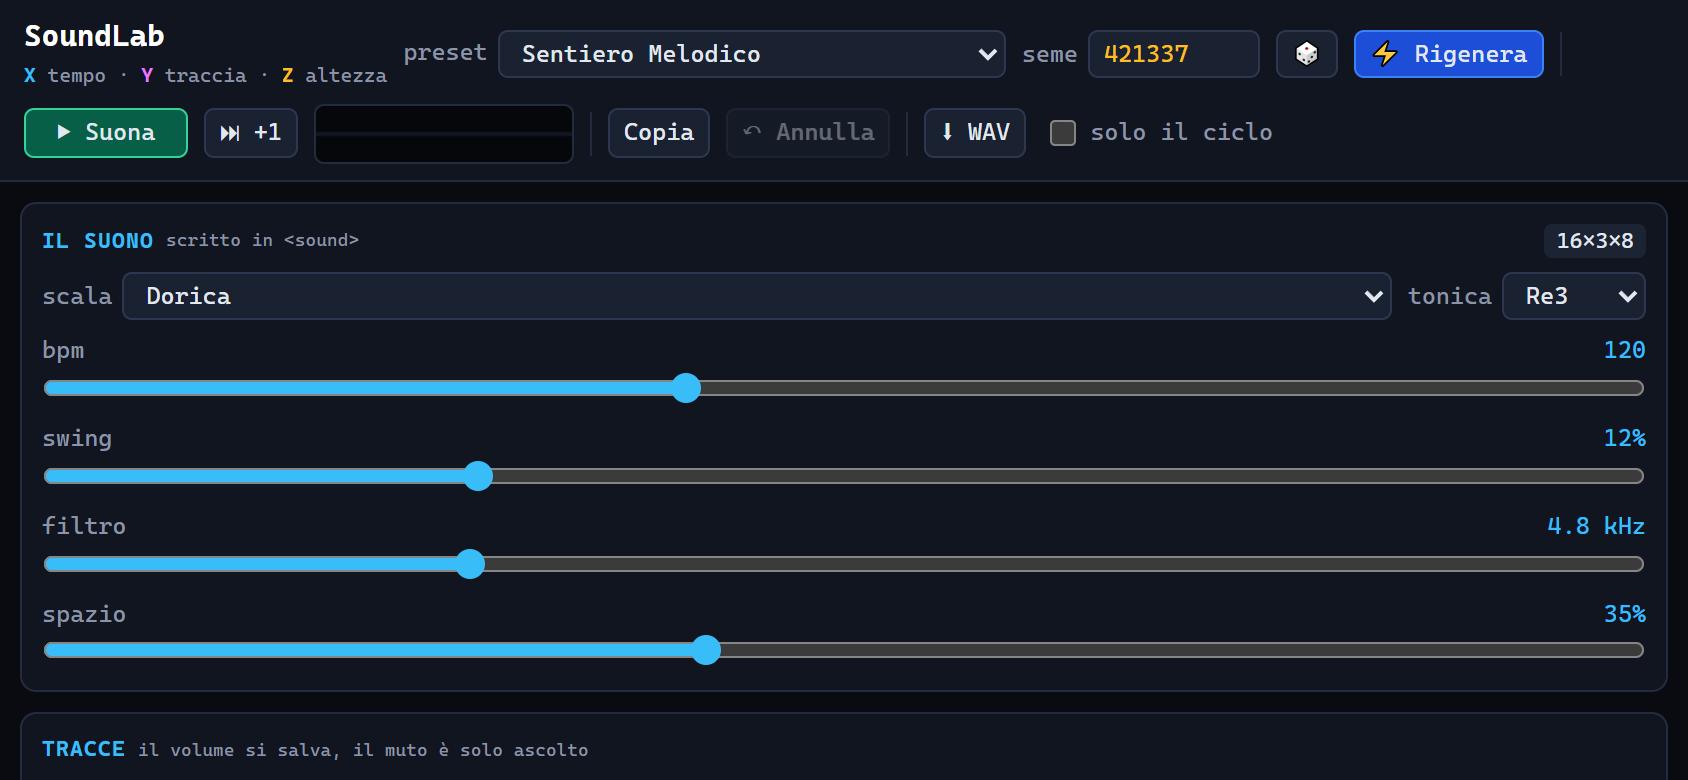 SoundLab
X tempo · Y traccia · Z altezza
preset Sentiero Melodico seme 421337 Rigenera
Suona +1 Copia Annulla WAV solo il ciclo
IL SUONO scritto in <sound> 16×3×8
scala Dorica tonica Re3
bpm 120
swing 12%
filtro 4.8 kHz
spazio 35%
TRACCE il volume si salva, il muto è solo ascolto